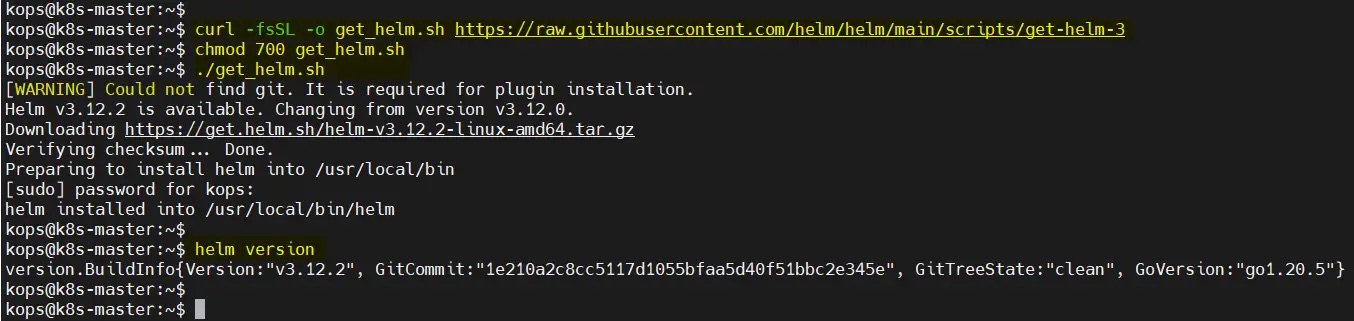 kops@k8s-master:~$
kops@k8s-master:~$ curl -fsSL -o get_helm.sh https://raw.githubusercontent.com/helm/helm/main/scripts/get-helm-3
kops@k8s-master:~$ chmod 700 get_helm.sh
kops@k8s-master:~$ ./get_helm.sh
[WARNING] Could not find git. It is required for plugin installation.
Helm v3.12.2 is available. Changing from version v3.12.0.
Downloading https://get.helm.sh/helm-v3.12.2-linux-amd64.tar.gz
Verifying checksum... Done.
Preparing to install helm into /usr/local/bin
[sudo] password for kops:
helm installed into /usr/local/bin/helm
kops@k8s-master:~$
kops@k8s-master:~$ helm version
version.BuildInfo{Version:"v3.12.2", GitCommit:"1e210a2c8cc5117d1055bfaa5d40f51bbc2e345e", GitTreeState:"clean", GoVersion:"go1.20.5"}
kops@k8s-master:~$
kops@k8s-master:~$